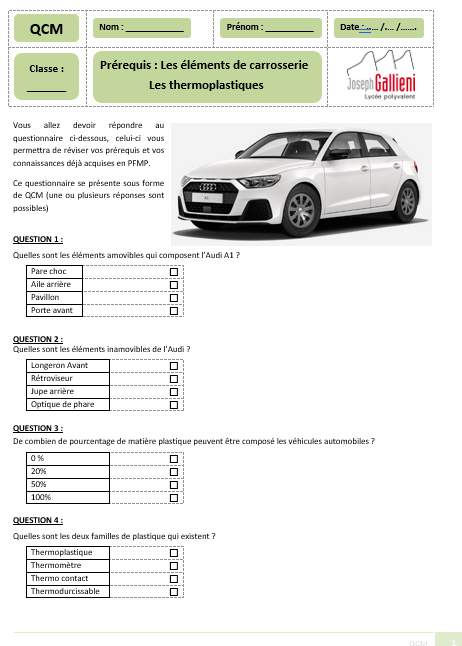 QCM
Nom : _____________
Prénom : _____________
Date : ..... /.... /.......
Classe :
________
Prérequis : Les éléments de carrosserie
Les thermoplastiques
Joseph Gallieni
Lycée polyvalent
Vous allez devoir répondre au
questionnaire ci-dessous, celui-ci vous
permettra de réviser vos prérequis et vos
connaissances déjà acquises en PFMP.
Ce questionnaire se présente sous forme
de QCM (une ou plusieurs réponses sont
possibles)
QUESTION 1 :
Quelles sont les éléments amovibles qui composent l'Audi A1 ?
Pare choc
Aile arrière
Pavillon
Porte avant
QUESTION 2 :
Quelles sont les éléments inamovibles de l'Audi ?
Longeron Avant
Rétroviseur
Jupe arrière
Optique de phare
QUESTION 3 :
De combien de pourcentage de matière plastique peuvent être composé les véhicules automobiles ?
0 %
20%
50%
100%
QUESTION 4 :
Quelles sont les deux familles de plastique qui existent ?
Thermoplastique
Thermomètre
Thermo contact
Thermodurcissable
QCM 1